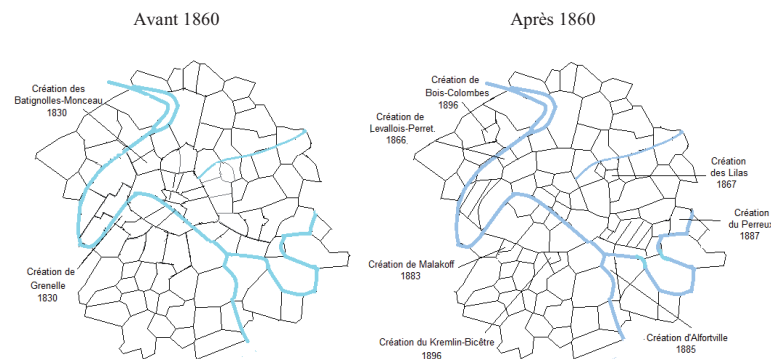 Avant 1860
Création des
Batignolles-Monceau
1830
Création de
Grenelle
1830
Après 1860
Création de
Bois-Colombes
1896
Création de
Levallois-Perret.
1866.
Création
des Lilas
1867
Création
du Perreux
1887
Création de Malakoff
1883
Création du Kremlin-Bicêtre
1896
Création d'Alfortville
1885